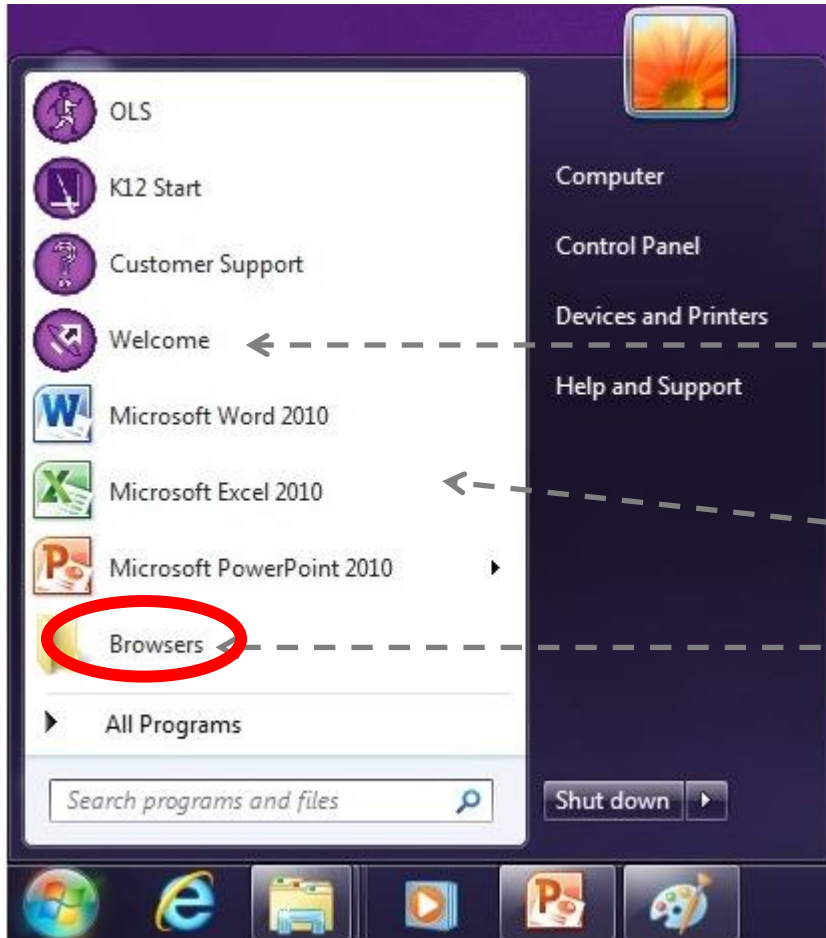 OLS
K12 Start
Customer Support
Welcome
Microsoft Word 2010
Microsoft Excel 2010
Microsoft PowerPoint 2010
Browsers
All Programs
Search programs and files
Computer
Control Panel
Devices and Printers
Help and Support
Shut down